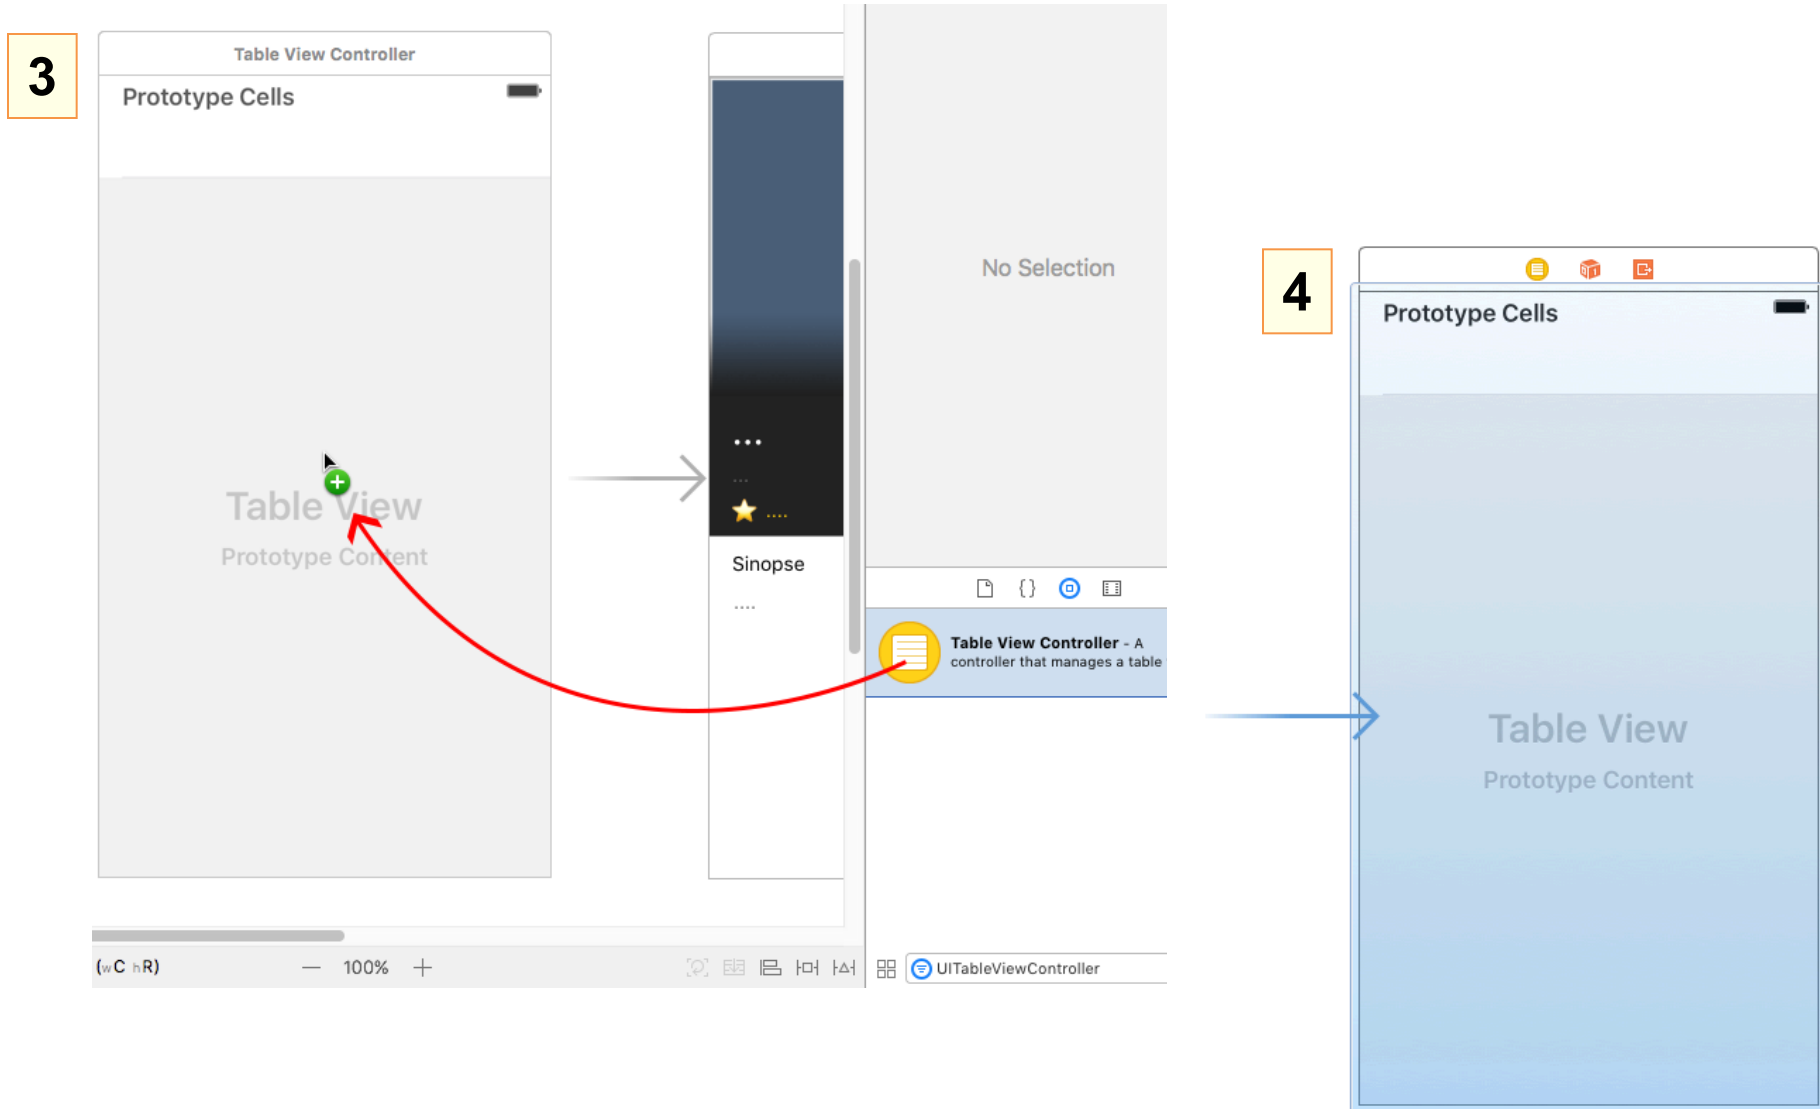 3
Table View Controller
Prototype Cells
Table View
Prototype Content
...
...
....
Sinopse
....
No Selection
{}
Table View Controller - A
controller that manages a table
(wC hR)
100%
UITableViewController
4
Prototype Cells
Table View
Prototype Content